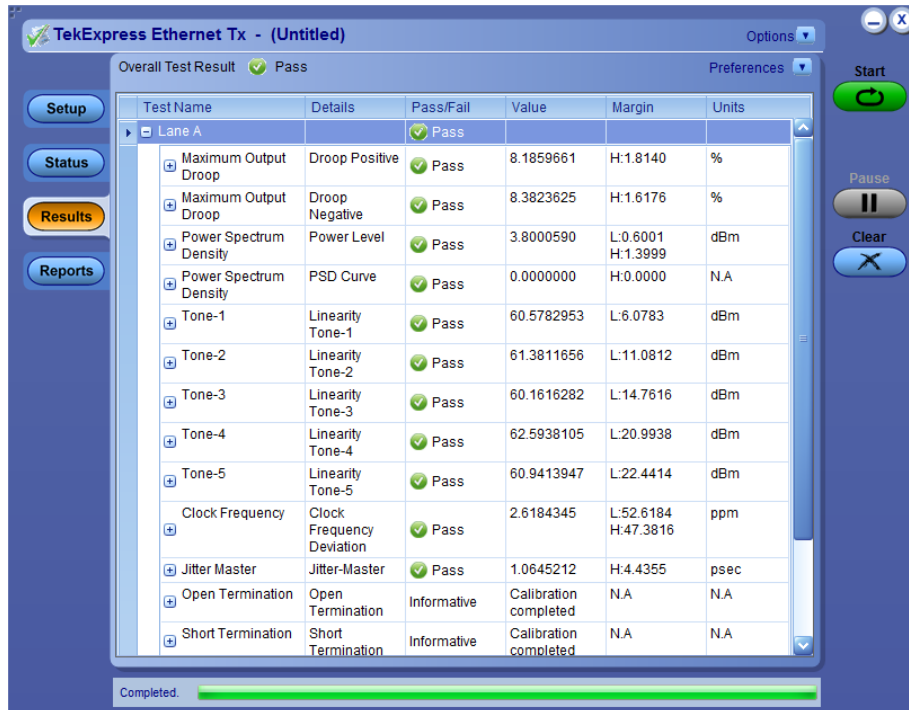 TekExpress Ethernet Tx - (Untitled)
Options
Overall Test Result Pass
Preferences
Start
Setup
Status
Results
Reports
Pause
Clear
Test Name Details Pass/Fail Value Margin Units
Lane A Pass
Maximum Output Droop Positive Pass 8.1859661 H:1.8140 %
Droop
Maximum Output Droop Pass 8.3823625 H:1.6176 %
Droop Negative
Power Spectrum Power Level Pass 3.8000590 L:0.6001 dBm
Density H:1.3999
Power Spectrum PSD Curve Pass 0.0000000 H:0.0000 N.A
Density
Tone-1 Linearity Pass 60.5782953 L:6.0783 dBm
Tone-1
Tone-2 Linearity Pass 61.3811656 L:11.0812 dBm
Tone-2
Tone-3 Linearity Pass 60.1616282 L:14.7616 dBm
Tone-3
Tone-4 Linearity Pass 62.5938105 L:20.9938 dBm
Tone-4
Tone-5 Linearity Pass 60.9413947 L:22.4414 dBm
Tone-5
Clock Frequency Clock Pass 2.6184345 L:52.6184 ppm
Frequency H:47.3816
Deviation
Jitter Master Jitter-Master Pass 1.0645212 H:4.4355 psec
Open Termination Open Informative Calibration N.A N.A
Termination completed
Short Termination Short Informative Calibration N.A N.A
Termination completed
Completed.